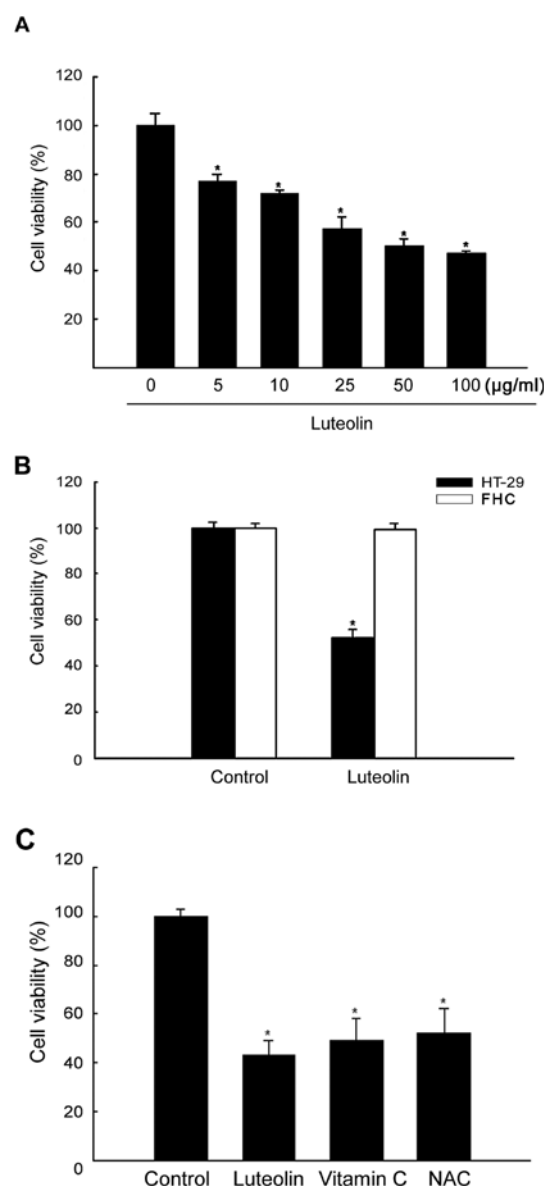 A
Cell viability (%)
120
100
80
60
40
20
0 5 10 25 50 100 (µg/ml)
Luteolin
B
HT-29
FHC
Cell viability (%)
120
100
80
60
40
20
0
Control Luteolin
C
Cell viability (%)
120
100
80
60
40
20
0
Control Luteolin Vitamin C NAC
* * * * *
*
* * *